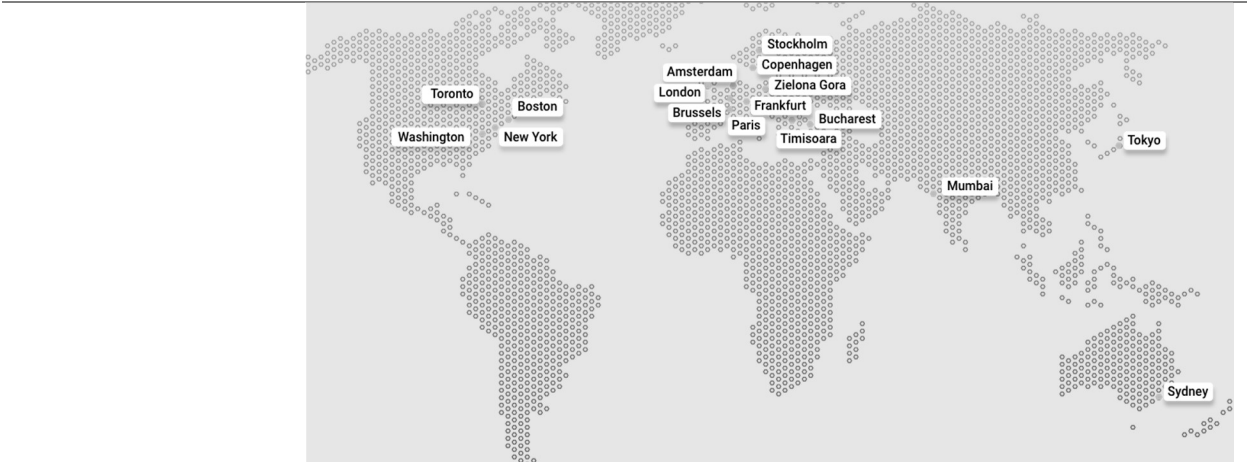 Stockholm
Copenhagen
Amsterdam
Zielona Gora
London
Toronto
Frankfurt
Boston
Brussels
Bucharest
Paris
Washington
New York
Timisoara
Tokyo
Mumbai
Sydney